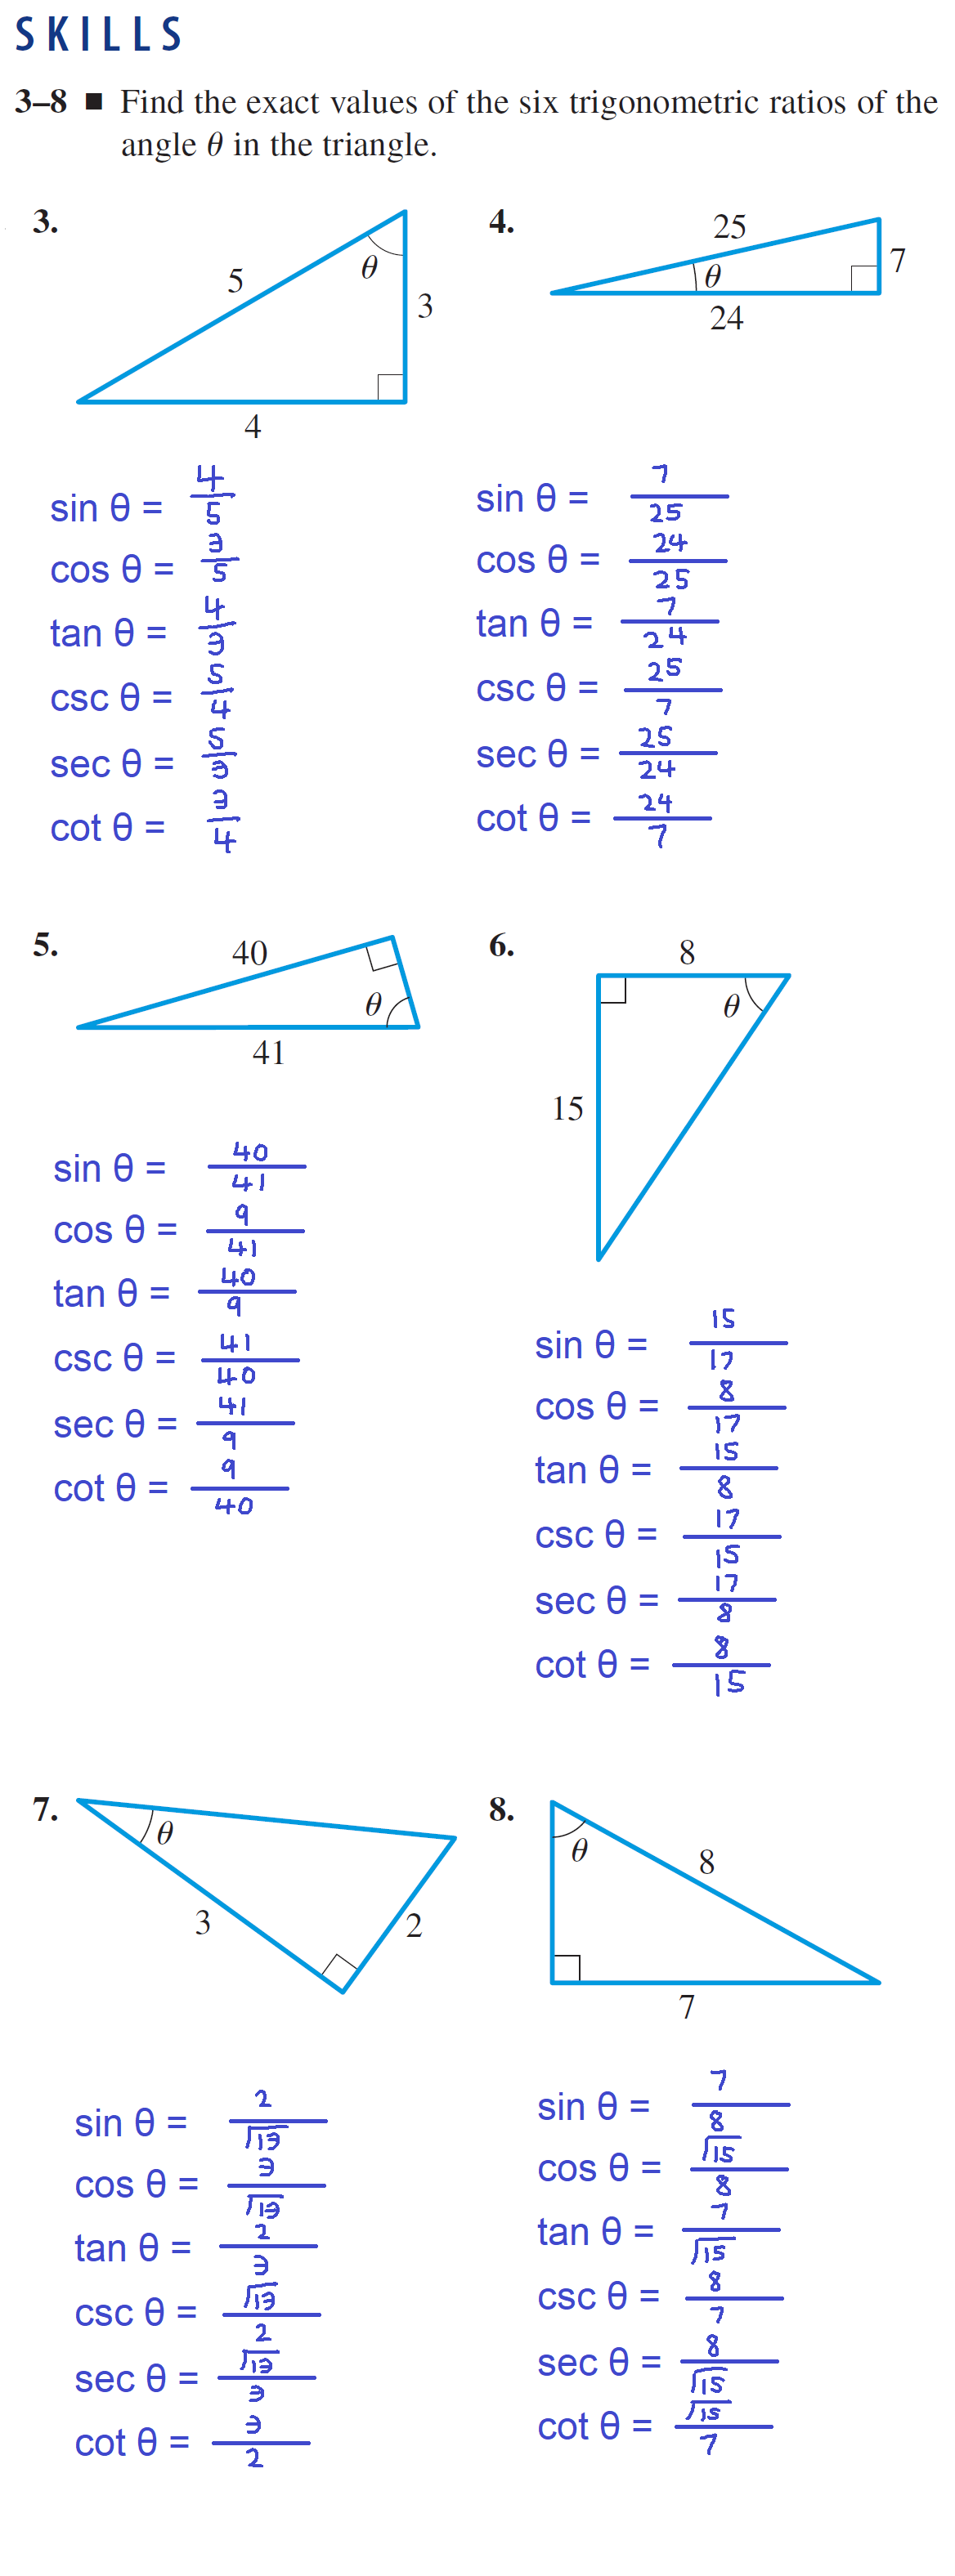 SKILLS
3–8 ■ Find the exact values of the six trigonometric ratios of the
angle θ in the triangle.
3.
5
θ
3
4
sin θ = 4/5
cos θ = 3/5
tan θ = 4/3
csc θ = 5/4
sec θ = 5/3
cot θ = 3/4
4.
25
θ
7
24
sin θ = 7/25
cos θ = 24/25
tan θ = 7/24
csc θ = 25/7
sec θ = 25/24
cot θ = 24/7
5.
40
θ
41
sin θ = 40/41
cos θ = 9/41
tan θ = 40/9
csc θ = 41/40
sec θ = 41/9
cot θ = 9/40
6.
8
θ
15
sin θ = 15/17
cos θ = 8/17
tan θ = 15/8
csc θ = 17/15
sec θ = 17/8
cot θ = 8/15
7.
θ
3
2
sin θ = 2/√13
cos θ = 3/√13
tan θ = 2/3
csc θ = √13/2
sec θ = √13/3
cot θ = 3/2
8.
θ
8
7
sin θ = 7/8
cos θ = √15/8
tan θ = 7/√15
csc θ = 8/7
sec θ = 8/√15
cot θ = √15/7